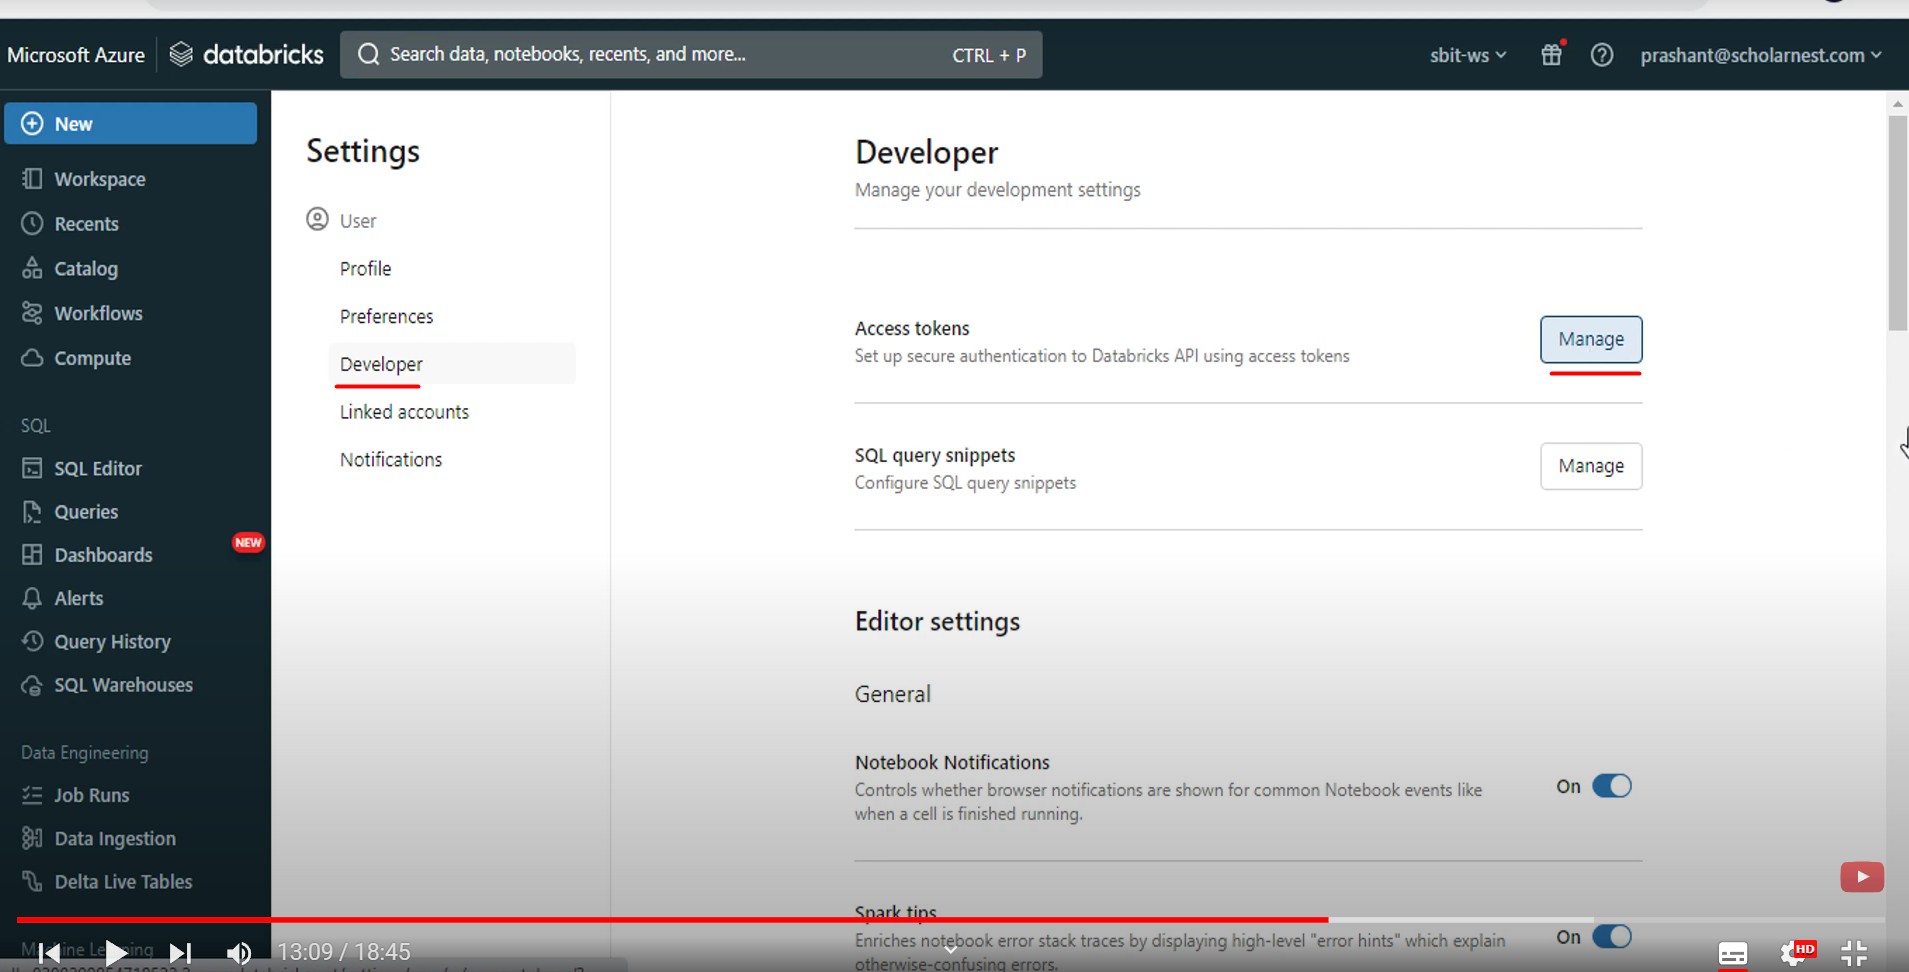 Microsoft Azure
databricks
Search data, notebooks, recents, and more...
CTRL + P
sbit-ws
prashant@scholarnest.com
New
Workspace
Recents
Catalog
Workflows
Compute
SQL
SQL Editor
Queries
Dashboards
NEW
Alerts
Query History
SQL Warehouses
Data Engineering
Job Runs
Data Ingestion
Delta Live Tables
Machine Learning
Settings
User
Profile
Preferences
Developer
Linked accounts
Notifications
Developer
Manage your development settings
Access tokens
Set up secure authentication to Databricks API using access tokens
Manage
SQL query snippets
Configure SQL query snippets
Manage
Editor settings
General
Notebook Notifications
Controls whether browser notifications are shown for common Notebook events like
when a cell is finished running.
On
Spark tips
Enriches notebook error stack traces by displaying high-level "error hints" which explain
otherwise-confusing errors.
On
13:09 / 18:45
HD